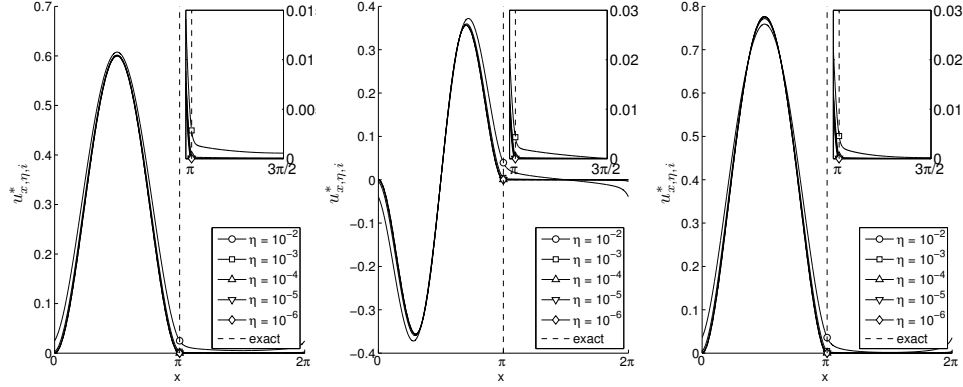 0.7
0.6
0.5
0.4
0.3
0.2
0.1
0
u*x,η,i
0.01
0.01
0.00
0
π
3π/2
η = 10⁻²
η = 10⁻³
η = 10⁻⁴
η = 10⁻⁵
η = 10⁻⁶
exact
0
π
2π
x
0.4
0.3
0.2
0.1
0
−0.1
−0.2
−0.3
−0.4
u*x,η,i
0.03
0.02
0.01
0
π
3π/2
η = 10⁻²
η = 10⁻³
η = 10⁻⁴
η = 10⁻⁵
η = 10⁻⁶
exact
0
π
2π
x
0.8
0.7
0.6
0.5
0.4
0.3
0.2
0.1
0
u*x,η,i
0.03
0.02
0.01
0
π
3π/2
η = 10⁻²
η = 10⁻³
η = 10⁻⁴
η = 10⁻⁵
η = 10⁻⁶
exact
0
π
2π
x